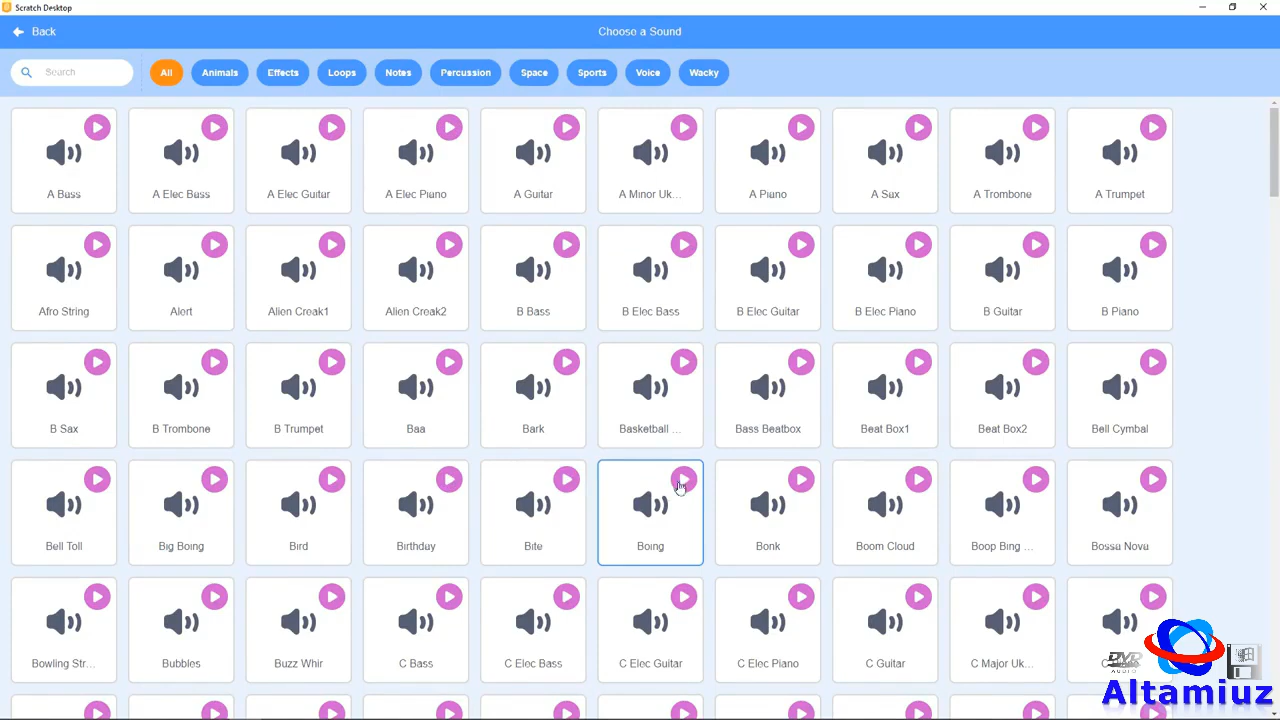 Scratch Desktop
Back
Choose a Sound
Search
All
Animals
Effects
Loops
Notes
Percussion
Space
Sports
Voice
Wacky
A Bass
A Elec Bass
A Elec Guitar
A Elec Piano
A Guitar
A Minor Uk...
A Piano
A Sax
A Trombone
A Trumpet
Afro String
Alert
Alien Creak1
Alien Creak2
B Bass
B Elec Bass
B Elec Guitar
B Elec Piano
B Guitar
B Piano
B Sax
B Trombone
B Trumpet
Baa
Bark
Basketball ...
Bass Beatbox
Beat Box1
Beat Box2
Bell Cymbal
Bell Toll
Big Boing
Bird
Birthday
Bite
Boing
Bonk
Boom Cloud
Boop Bing ...
Bossa Nova
Bowling Str...
Bubbles
Buzz Whir
C Bass
C Elec Bass
C Elec Guitar
C Elec Piano
C Guitar
C Major Uk...
Altamiuz